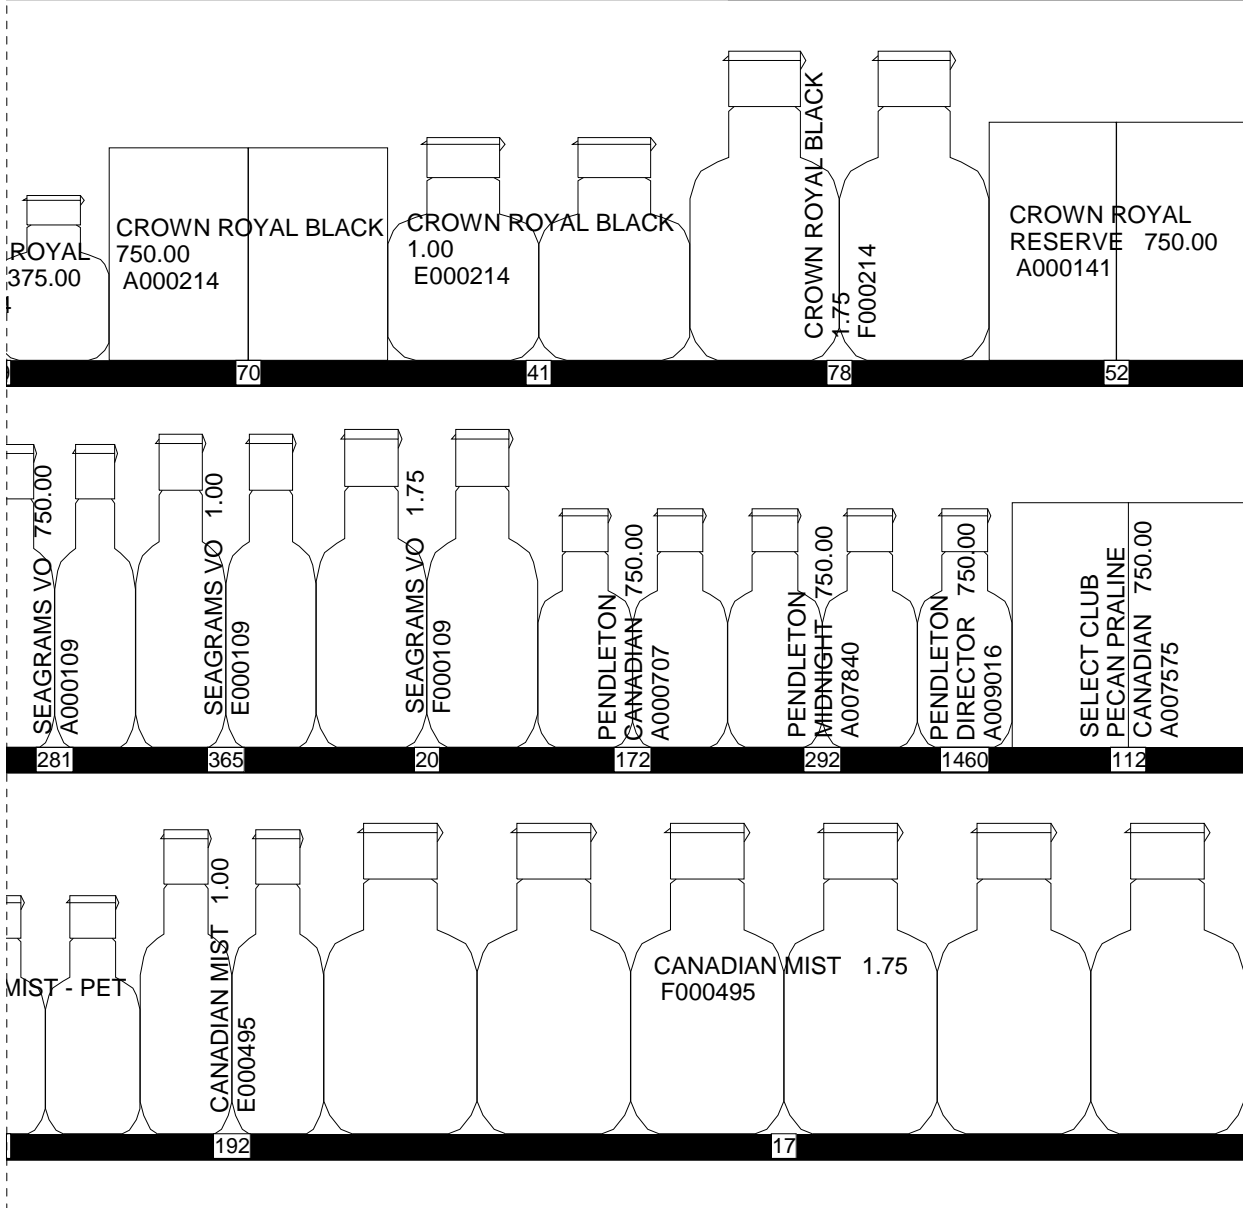 ROYAL
375.00
CROWN ROYAL BLACK
750.00
A000214
CROWN ROYAL BLACK
1.00
E000214
CROWN ROYAL BLACK
1.75
F000214
CROWN ROYAL
RESERVE 750.00
A000141
70
41
78
52
SEAGRAMS VO 750.00
A000109
SEAGRAMS VO 1.00
E000109
SEAGRAMS VO 1.75
F000109
PENDLETON
CANADIAN 750.00
A000707
PENDLETON
MIDNIGHT 750.00
A007840
PENDLETON
DIRECTOR 750.00
A009016
SELECT CLUB
PECAN PRALINE
CANADIAN 750.00
A007575
281
365
20
172
292
1460
112
MIST - PET
CANADIAN MIST 1.00
E000495
CANADIAN MIST 1.75
F000495
192
17